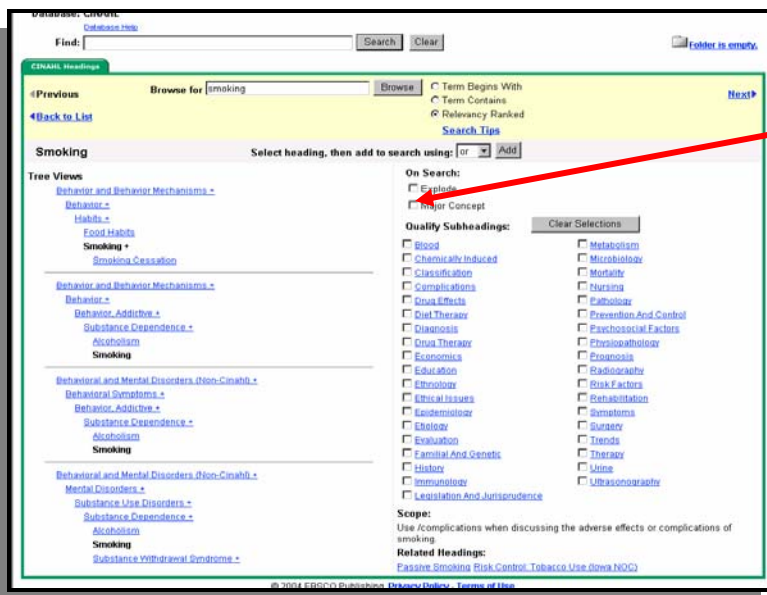 Database: CINAHL
Database Help
Find: Search Clear Folder is empty.
CINAHL Headings
Previous Browse for smoking Browse Term Begins With Next
Term Contains
Back to List Relevancy Ranked
Search Tips
Smoking Select heading, then add to search using: or Add
Tree Views
Behavior and Behavior Mechanisms +
Behavior +
Habits +
Food Habits
Smoking +
Smoking Cessation
Behavior and Behavior Mechanisms +
Behavior +
Behavior, Addictive +
Substance Dependence +
Alcoholism
Smoking
Behavioral and Mental Disorders (Non-Cinahl) +
Behavioral Symptoms +
Behavior, Addictive +
Substance Dependence +
Alcoholism
Smoking
Behavioral and Mental Disorders (Non-Cinahl) +
Mental Disorders +
Substance Use Disorders +
Substance Dependence +
Alcoholism
Smoking
Substance Withdrawal Syndrome +
On Search:
Explode
Major Concept
Qualify Subheadings: Clear Selections
Blood
Chemically Induced
Classification
Complications
Drug Effects
Diet Therapy
Diagnosis
Drug Therapy
Economics
Education
Ethnology
Ethical Issues
Epidemiology
Etiology
Evaluation
Familial And Genetic
History
Immunology
Legislation And Jurisprudence
Metabolism
Microbiology
Mortality
Nursing
Pathology
Prevention And Control
Psychosocial Factors
Physiopathology
Prognosis
Radiography
Risk Factors
Rehabilitation
Symptoms
Surgery
Trends
Therapy
Urine
Ultrasonography
Scope:
Use /complications when discussing the adverse effects or complications of
smoking.
Related Headings:
Passive Smoking Risk Control: Tobacco Use (Iowa NOC)
© 2004 EBSCO Publishing. Privacy Policy - Terms of Use